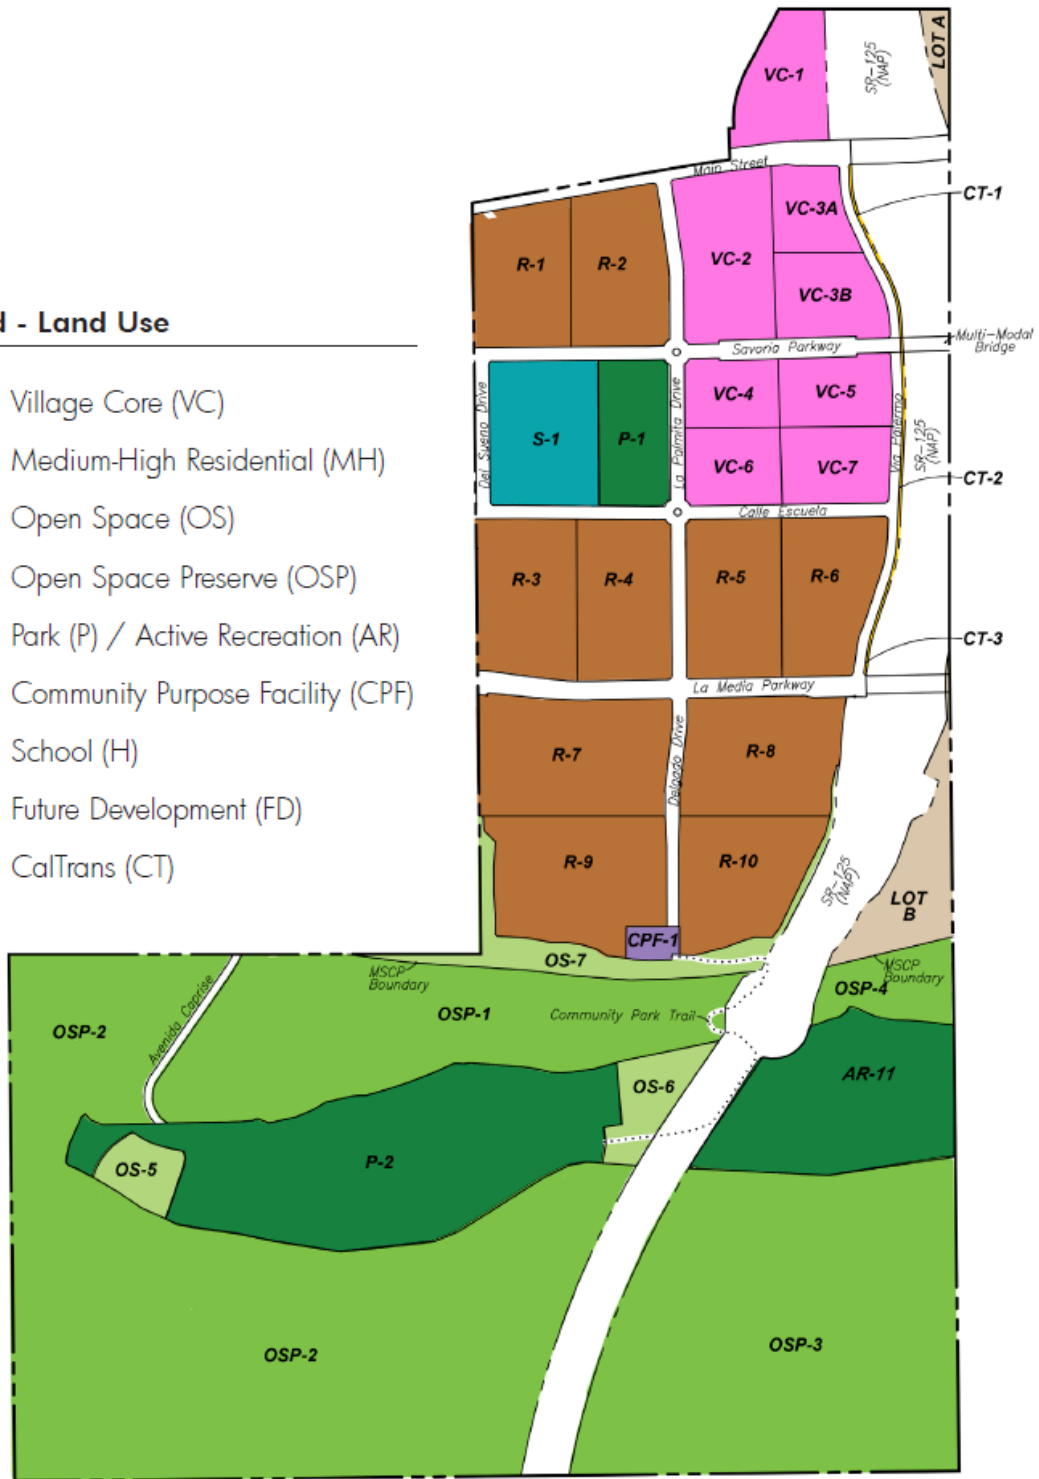 VC-1
SR-125
(NAP)
LOT A
Main Street
CT-1
VC-3A
VC-2
R-1
R-2
VC-3B
d - Land Use
Multi-Modal
Bridge
Savoria Parkway
Village Core (VC)
Medium-High Residential (MH)
Open Space (OS)
Open Space Preserve (OSP)
Park (P) / Active Recreation (AR)
Community Purpose Facility (CPF)
School (H)
Future Development (FD)
CalTrans (CT)
Del Sueno Drive
S-1
P-1
La Palmita Drive
VC-4
VC-5
VC-6
VC-7
Via Palermo
SR-125
(NAP)
CT-2
Calle Escuela
R-3
R-4
R-5
R-6
CT-3
La Media Parkway
R-7
Delgado Drive
R-8
R-9
R-10
SR-125
(NAP)
LOT
B
CPF-1
OS-7
MSCP
Boundary
MSCP
Boundary
OSP-4
Avenida Caprise
OSP-2
OSP-1
Community Park Trail
OS-6
AR-11
OS-5
P-2
OSP-2
OSP-3